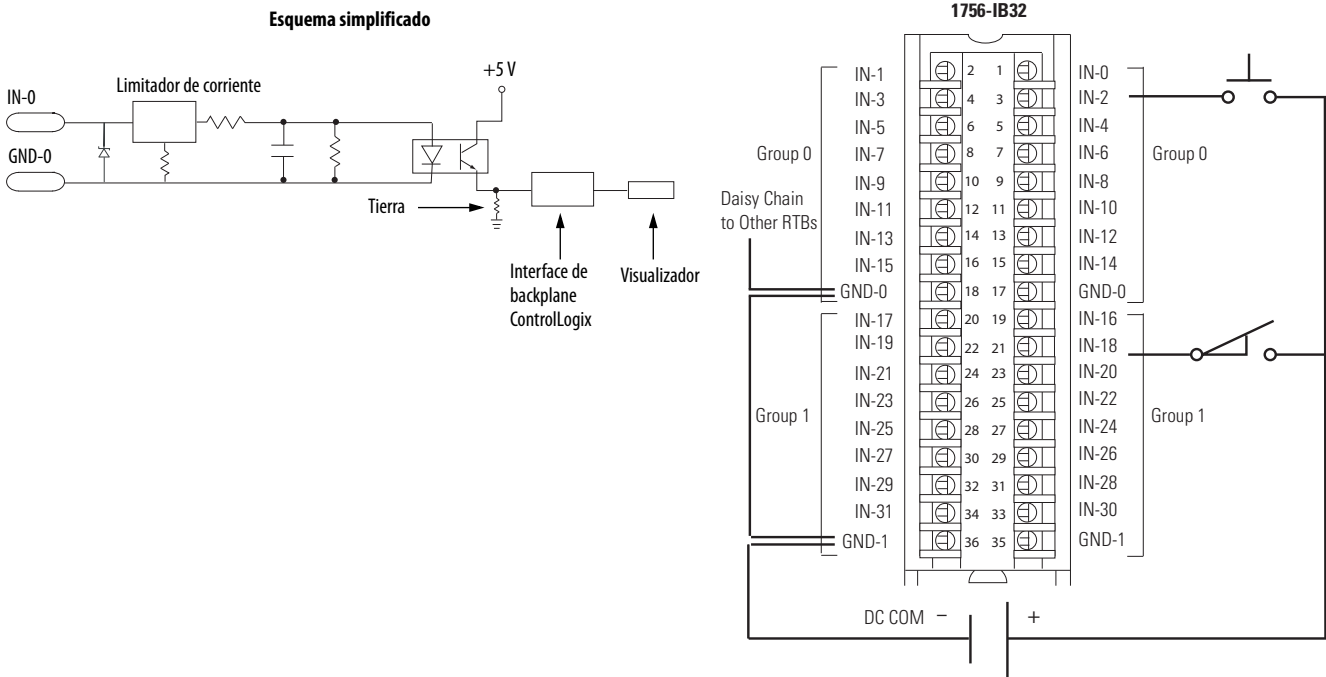 Esquema simplificado
+5 V
Limitador de corriente
IN-0
GND-0
Tierra
Interface de
backplane
ControlLogix
Visualizador
1756-IB32
IN-1 2 1 IN-0
IN-3 4 3 IN-2
IN-5 6 5 IN-4
Group 0 IN-7 8 7 IN-6 Group 0
IN-9 10 9 IN-8
Daisy Chain
to Other RTBs
IN-11 12 11 IN-10
IN-13 14 13 IN-12
IN-15 16 15 IN-14
GND-0 18 17 GND-0
IN-17 20 19 IN-16
IN-19 22 21 IN-18
IN-21 24 23 IN-20
IN-23 26 25 IN-22
Group 1 IN-25 28 27 IN-24 Group 1
IN-27 30 29 IN-26
IN-29 32 31 IN-28
IN-31 34 33 IN-30
GND-1 36 35 GND-1
DC COM – +